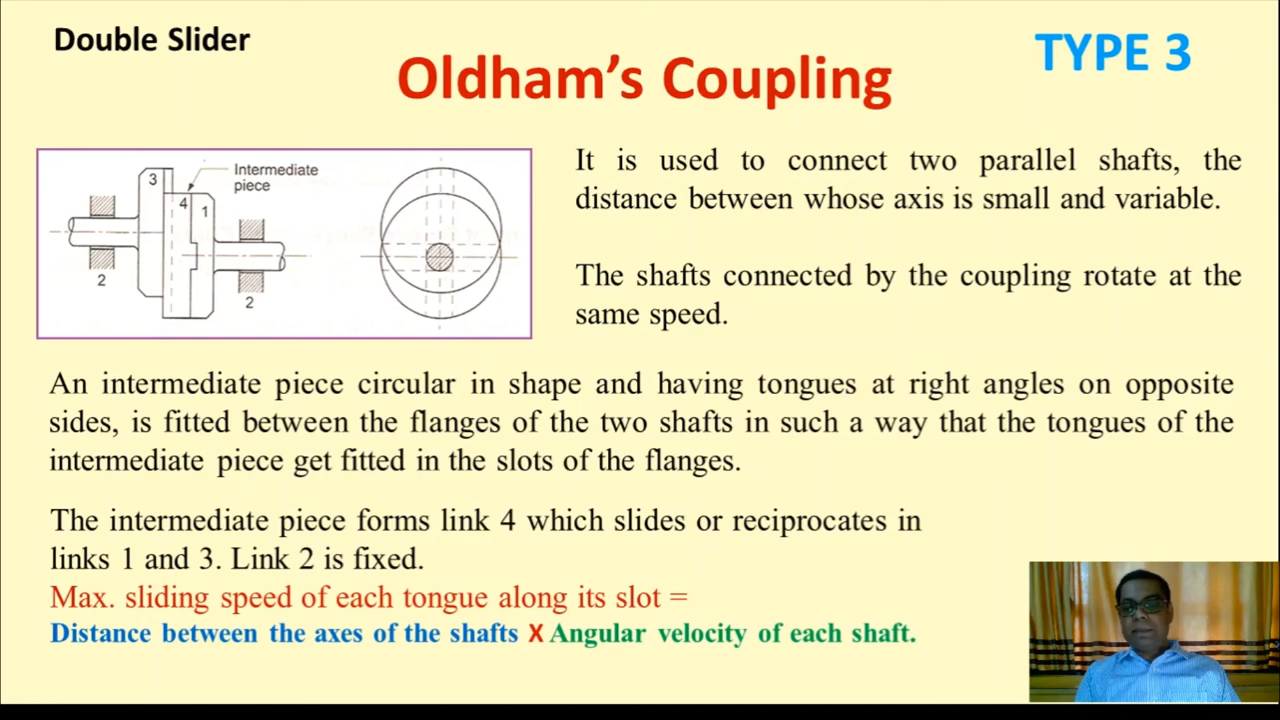 Double Slider
TYPE 3
Oldham's Coupling
Intermediate
piece
3
4
1
2
2
It is used to connect two parallel shafts, the
distance between whose axis is small and variable.
The shafts connected by the coupling rotate at the
same speed.
An intermediate piece circular in shape and having tongues at right angles on opposite
sides, is fitted between the flanges of the two shafts in such a way that the tongues of the
intermediate piece get fitted in the slots of the flanges.
The intermediate piece forms link 4 which slides or reciprocates in
links 1 and 3. Link 2 is fixed.
Max. sliding speed of each tongue along its slot =
Distance between the axes of the shafts X Angular velocity of each shaft.